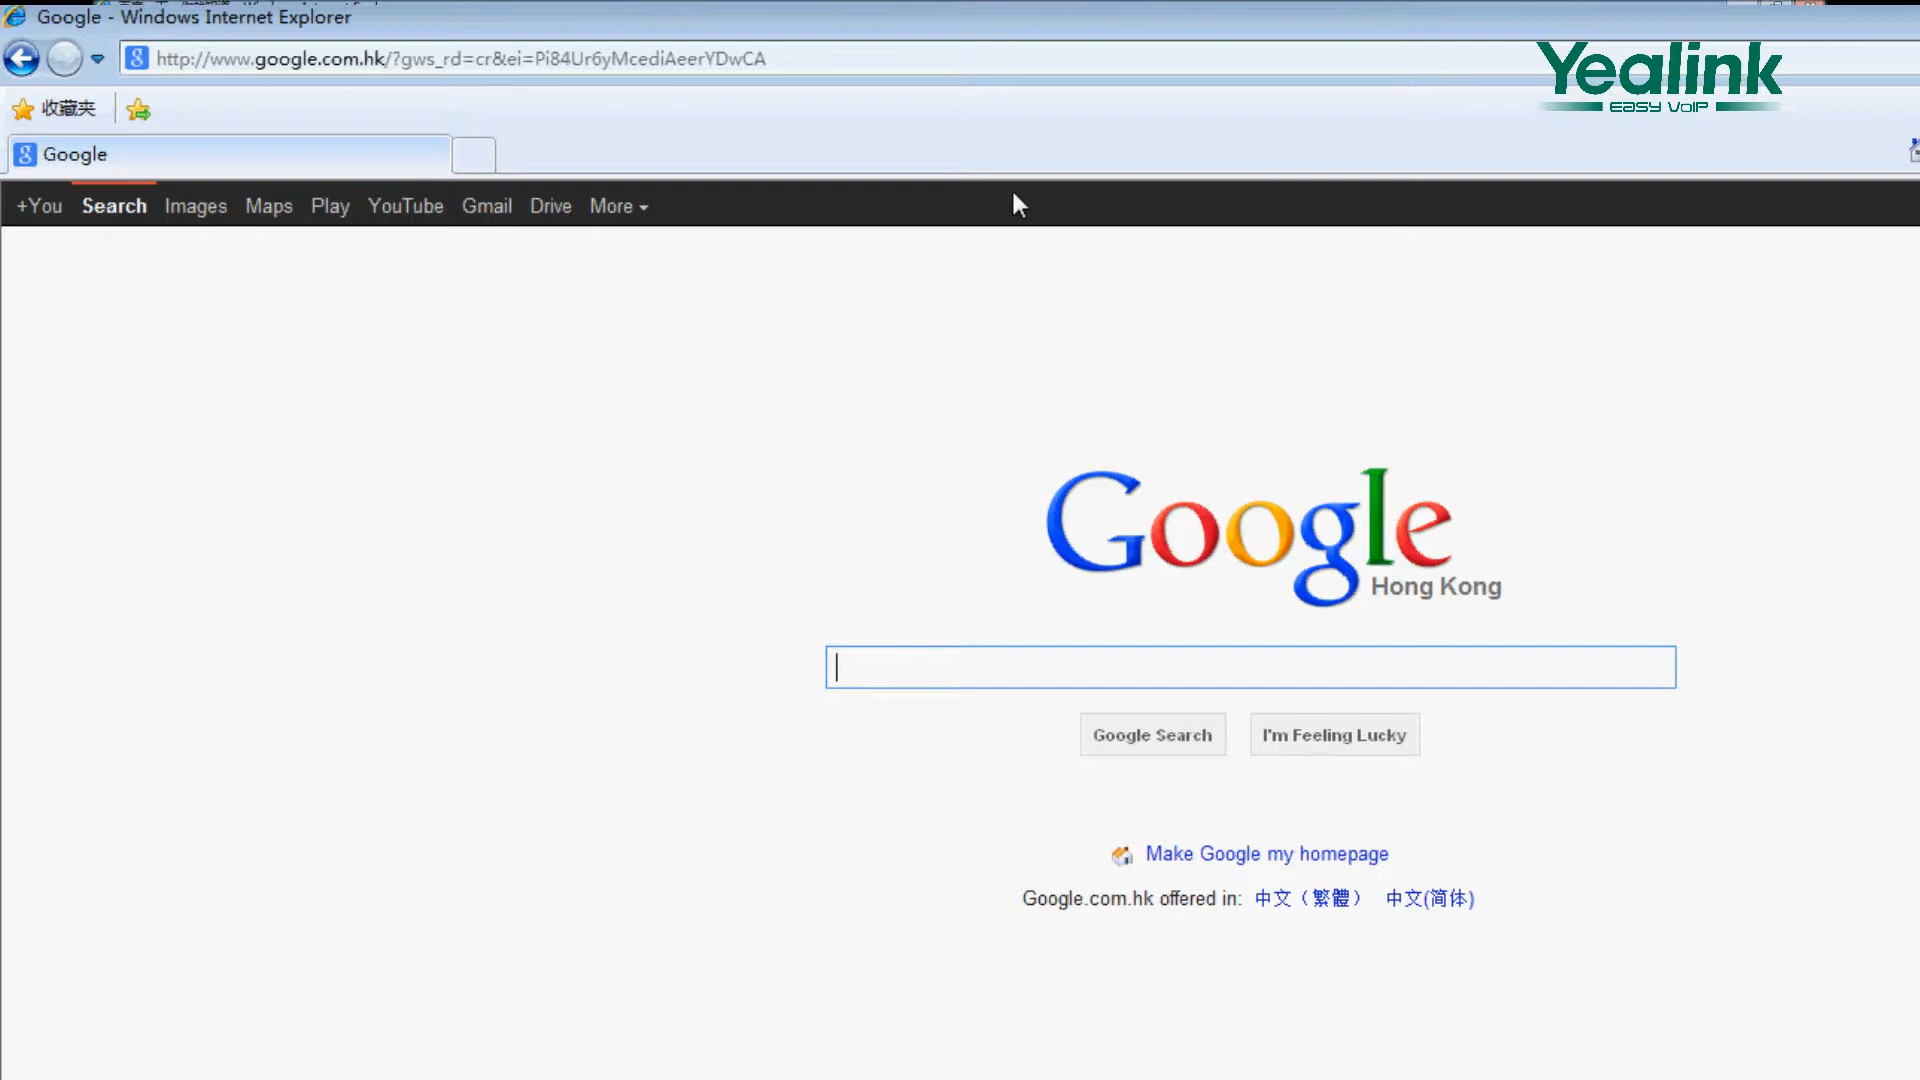 Google - Windows Internet Explorer
http://www.google.com.hk/?gws_rd=cr&ei=Pi84Ur6yMcediAeerYDwCA
Yealink
EASY VoIP
收藏夹
Google
+You Search Images Maps Play YouTube Gmail Drive More
Google
Hong Kong
Google Search I'm Feeling Lucky
Make Google my homepage
Google.com.hk offered in: 中文（繁體） 中文(简体)